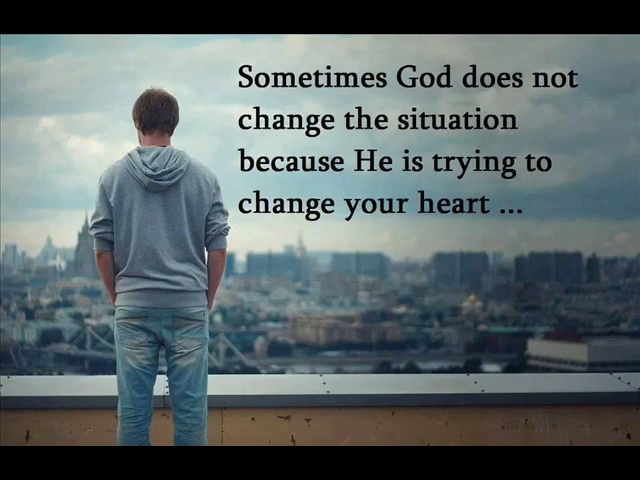 Sometimes God does not
change the situation
because He is trying to
change your heart ...